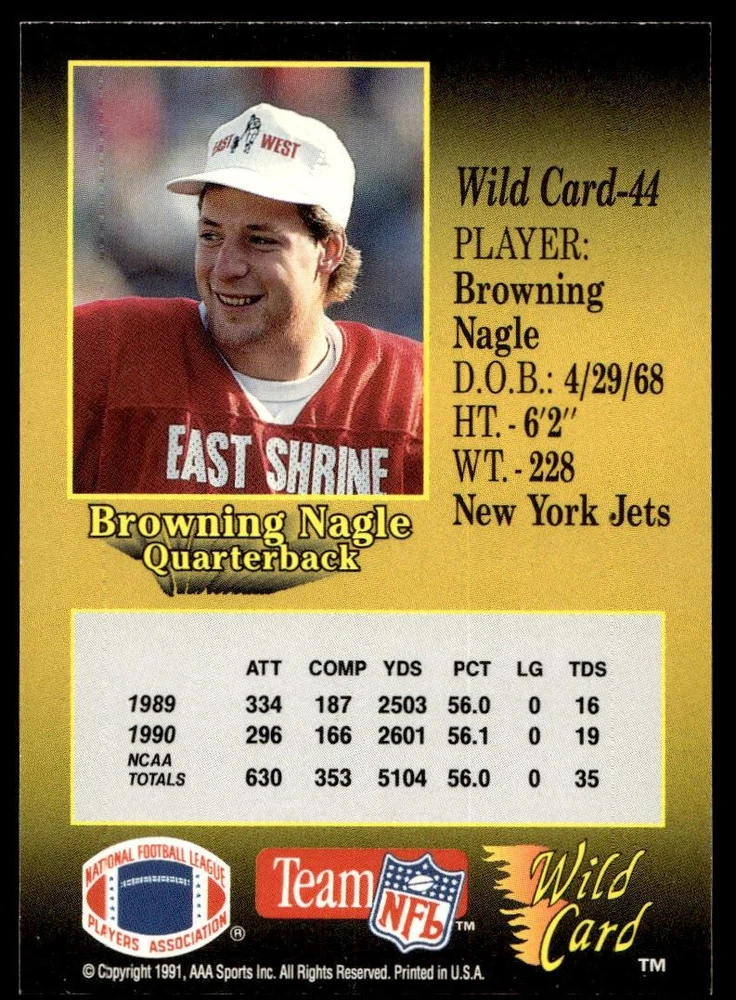 EAST WEST
EAST SHRINE
Browning Nagle
Quarterback
Wild Card-44
PLAYER:
Browning
Nagle
D.O.B.: 4/29/68
HT. - 6'2"
WT. - 228
New York Jets
ATT COMP YDS PCT LG TDS
1989 334 187 2503 56.0 0 16
1990 296 166 2601 56.1 0 19
NCAA
TOTALS 630 353 5104 56.0 0 35
NATIONAL FOOTBALL LEAGUE
PLAYERS ASSOCIATION ®
Team NFL TM
Wild
Card TM
© Copyright 1991, AAA Sports Inc. All Rights Reserved. Printed in U.S.A.